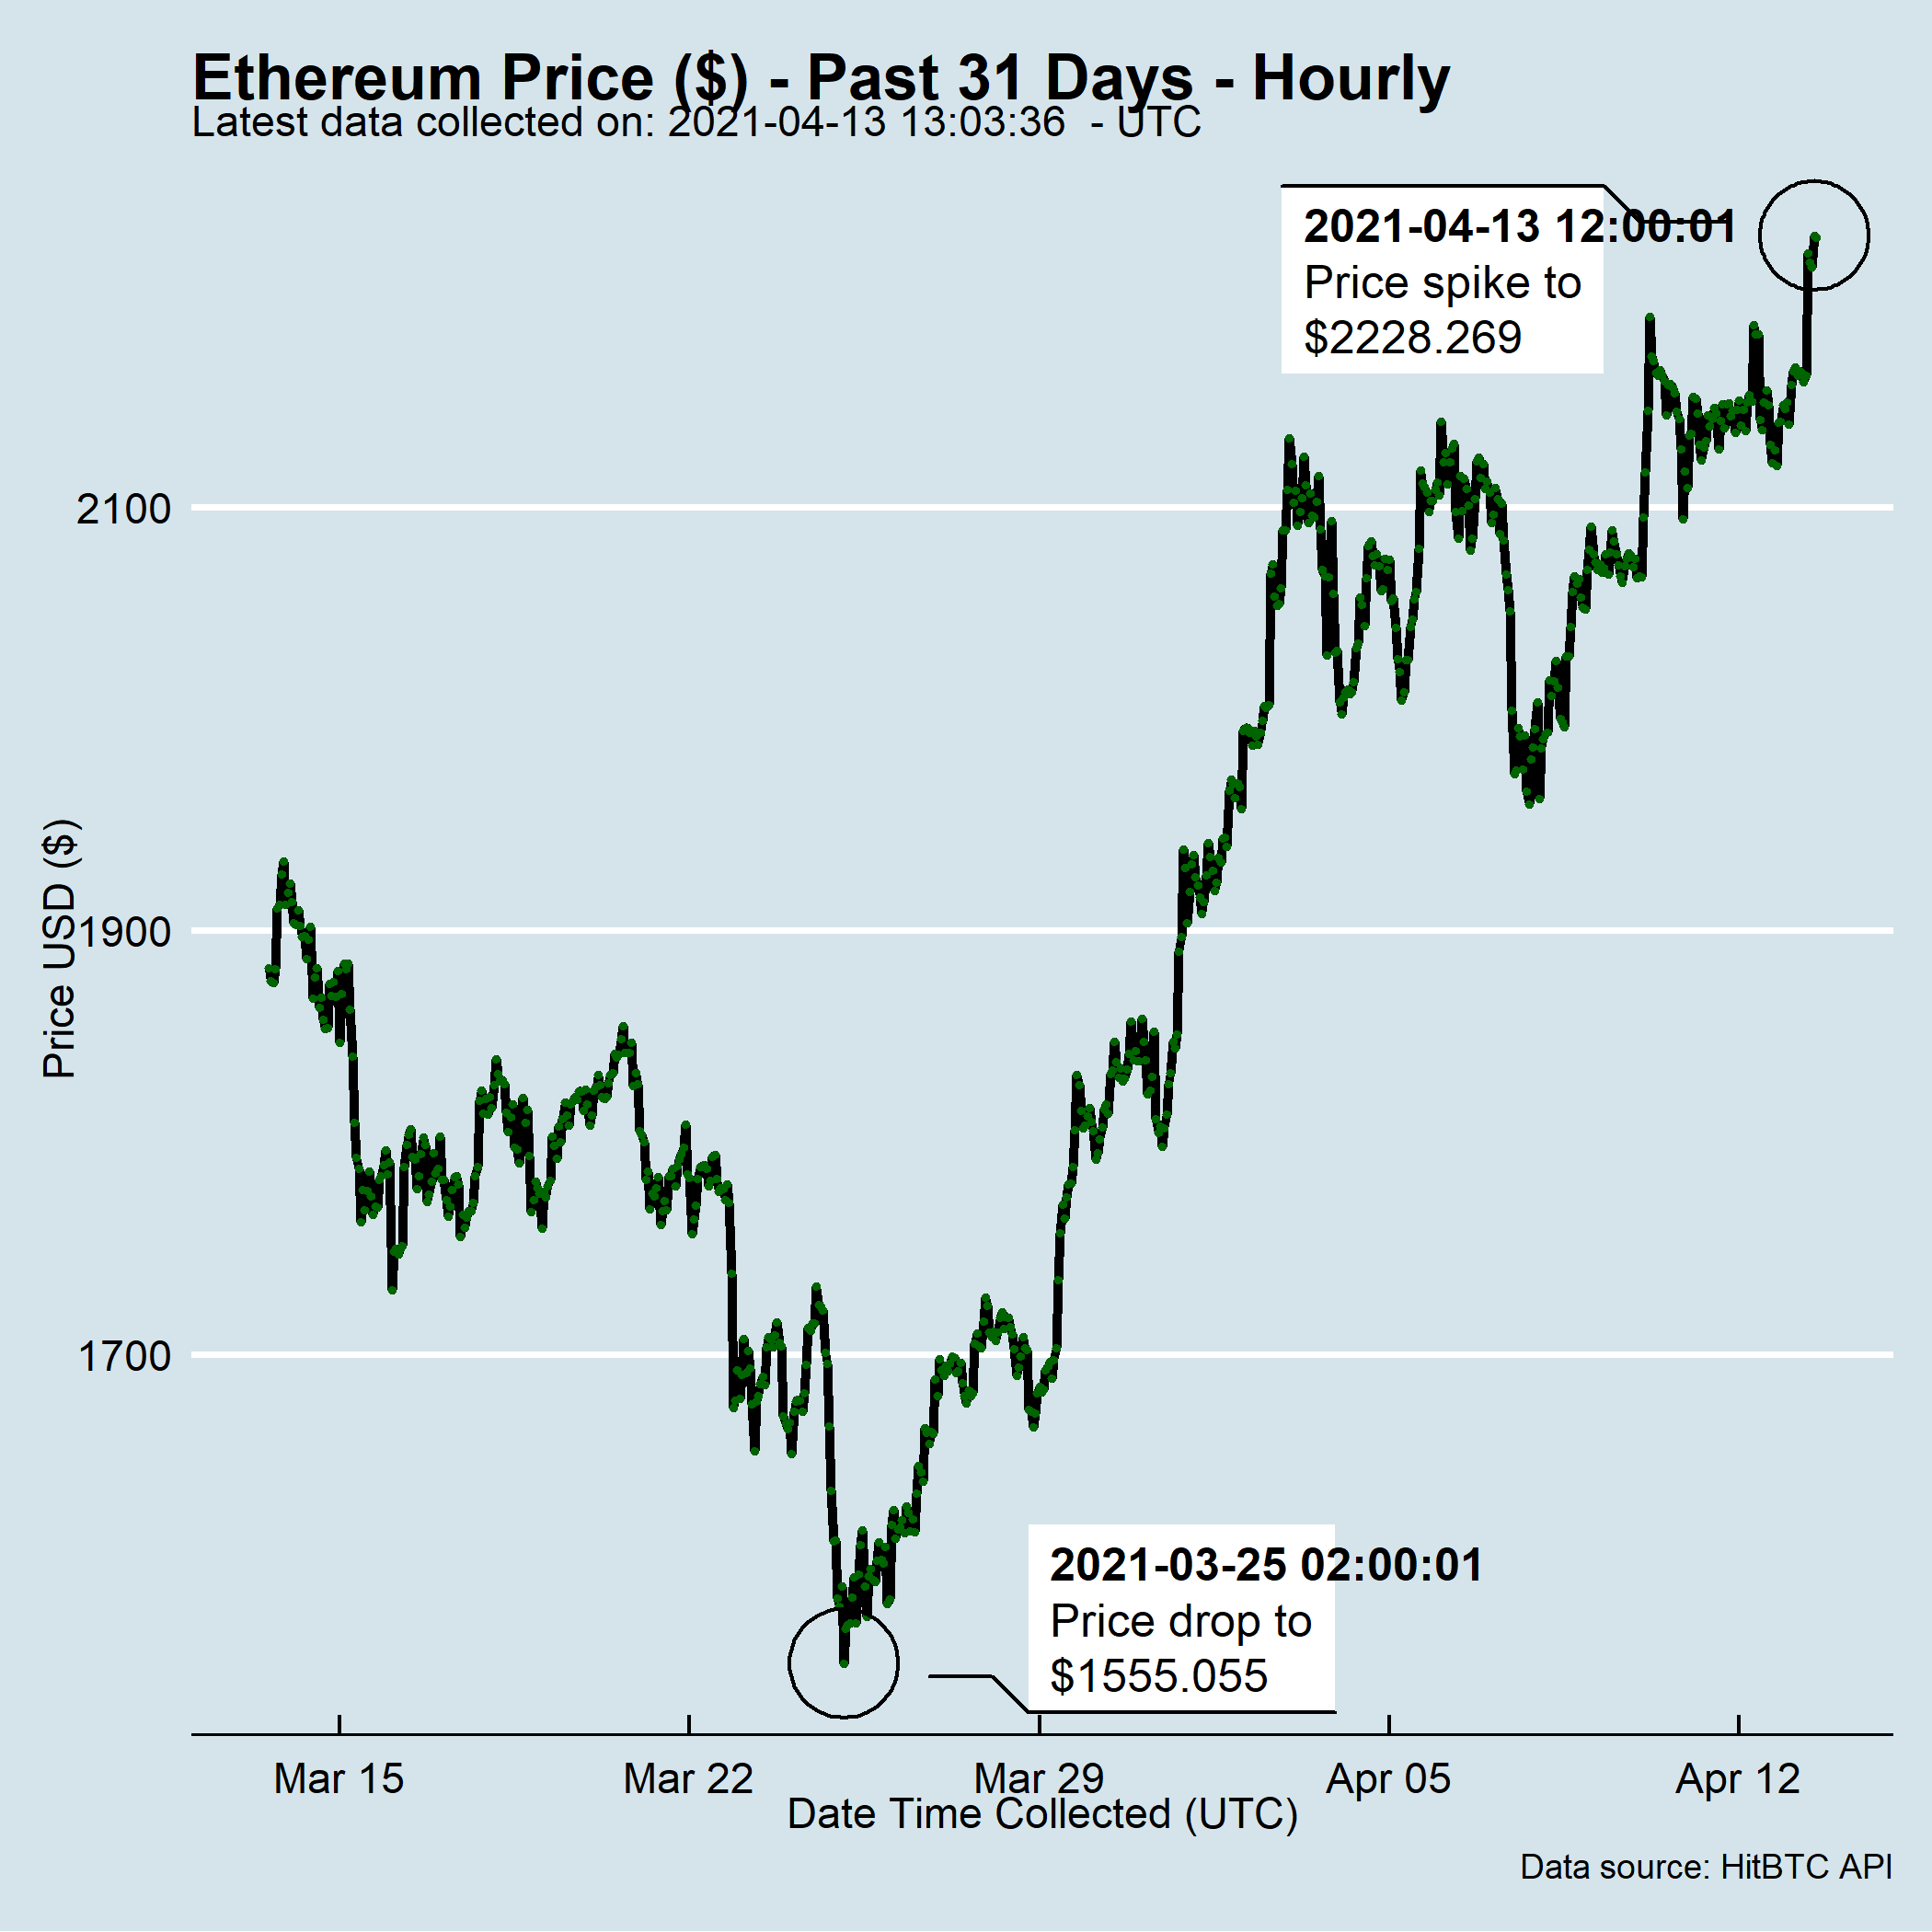 Ethereum Price ($) - Past 31 Days - Hourly
Latest data collected on: 2021-04-13 13:03:36  - UTC
2021-04-13 12:00:01
Price spike to
$2228.269
2100
1900
1700
Price USD ($)
2021-03-25 02:00:01
Price drop to
$1555.055
Mar 15
Mar 22
Mar 29
Apr 05
Apr 12
Date Time Collected (UTC)
Data source: HitBTC API